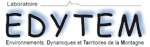 Laboratoire
EDYTEM
Environnements, Dynamiques et Territoires de la Montagne